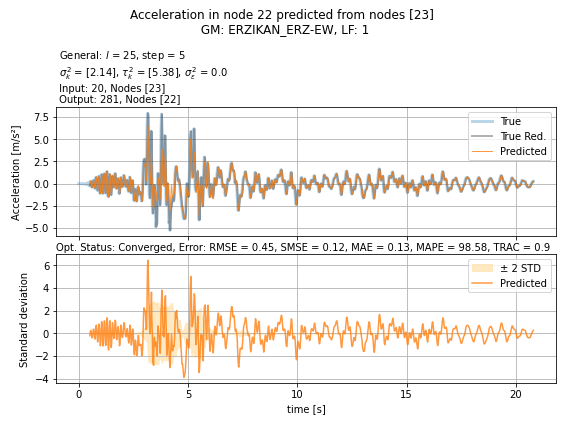 Acceleration in node 22 predicted from nodes [23]
GM: ERZIKAN_ERZ-EW, LF: 1
General: l = 25, step = 5
σ²ₖ = [2.14], τ²ₖ = [5.38], σ²ε = 0.0
Input: 20, Nodes [23]
Output: 281, Nodes [22]
Acceleration [m/s²]
7.5
5.0
2.5
0.0
−2.5
−5.0
True
True Red.
Predicted
Opt. Status: Converged, Error: RMSE = 0.45, SMSE = 0.12, MAE = 0.13, MAPE = 98.58, TRAC = 0.9
Standard deviation
6
4
2
0
−2
−4
± 2 STD
Predicted
0
5
10
15
20
time [s]